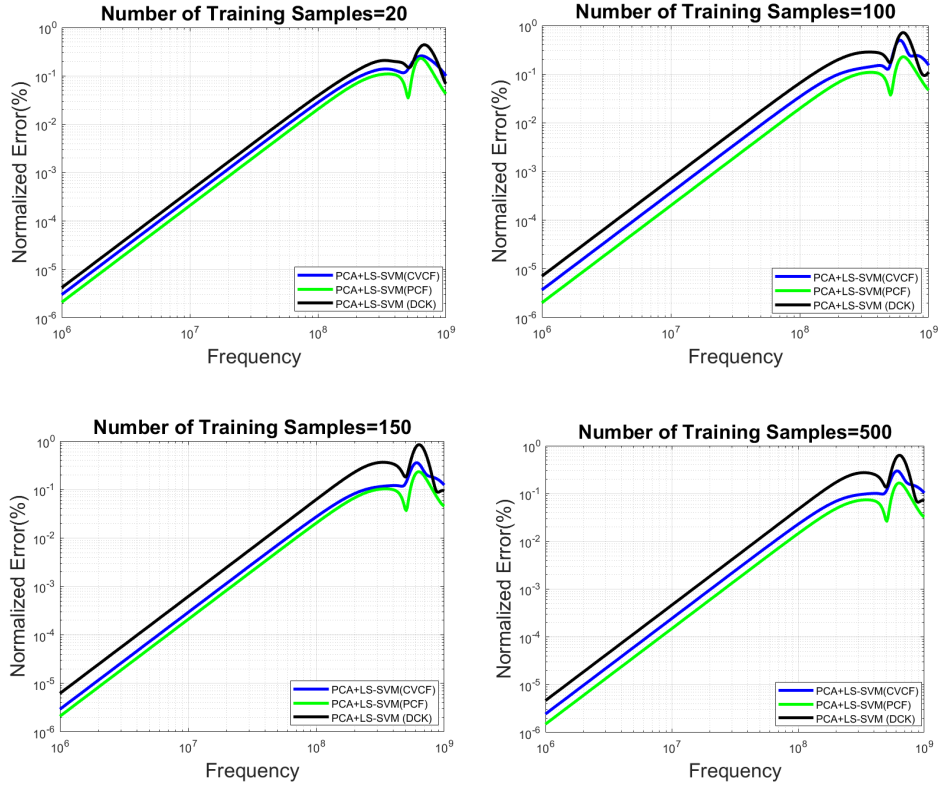 Number of Training Samples=20
Normalized Error(%)
10^0
10^-1
10^-2
10^-3
10^-4
10^-5
10^-6
PCA+LS-SVM(CVCF)
PCA+LS-SVM(PCF)
PCA+LS-SVM (DCK)
10^6
10^7
10^8
10^9
Frequency
Number of Training Samples=100
Normalized Error(%)
10^0
10^-1
10^-2
10^-3
10^-4
10^-5
10^-6
PCA+LS-SVM(CVCF)
PCA+LS-SVM(PCF)
PCA+LS-SVM (DCK)
10^6
10^7
10^8
10^9
Frequency
Number of Training Samples=150
Normalized Error(%)
10^0
10^-1
10^-2
10^-3
10^-4
10^-5
10^-6
PCA+LS-SVM(CVCF)
PCA+LS-SVM(PCF)
PCA+LS-SVM (DCK)
10^6
10^7
10^8
10^9
Frequency
Number of Training Samples=500
Normalized Error(%)
10^0
10^-1
10^-2
10^-3
10^-4
10^-5
10^-6
PCA+LS-SVM(CVCF)
PCA+LS-SVM(PCF)
PCA+LS-SVM (DCK)
10^6
10^7
10^8
10^9
Frequency